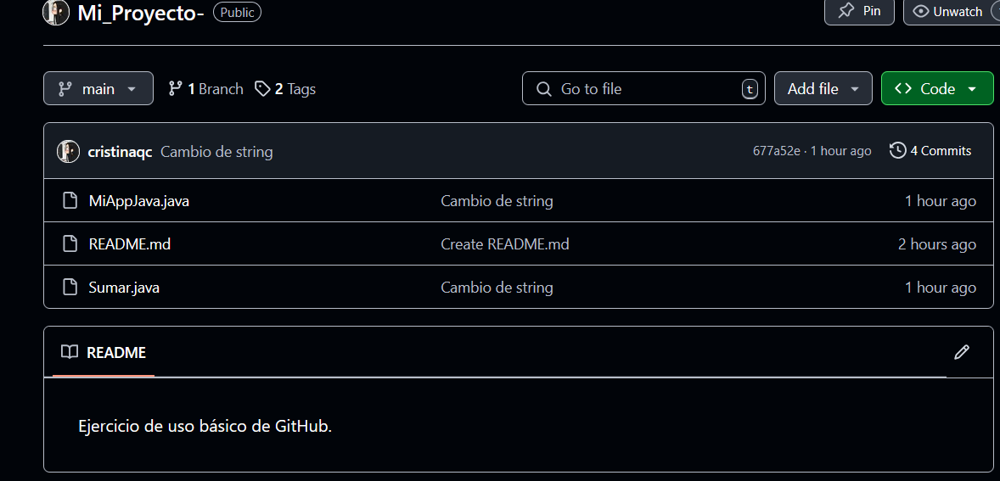 Mi_Proyecto- Public Pin Unwatch
main 1 Branch 2 Tags Go to file t Add file Code
cristinaqc Cambio de string 677a52e · 1 hour ago 4 Commits
MiAppJava.java Cambio de string 1 hour ago
README.md Create README.md 2 hours ago
Sumar.java Cambio de string 1 hour ago
README
Ejercicio de uso básico de GitHub.